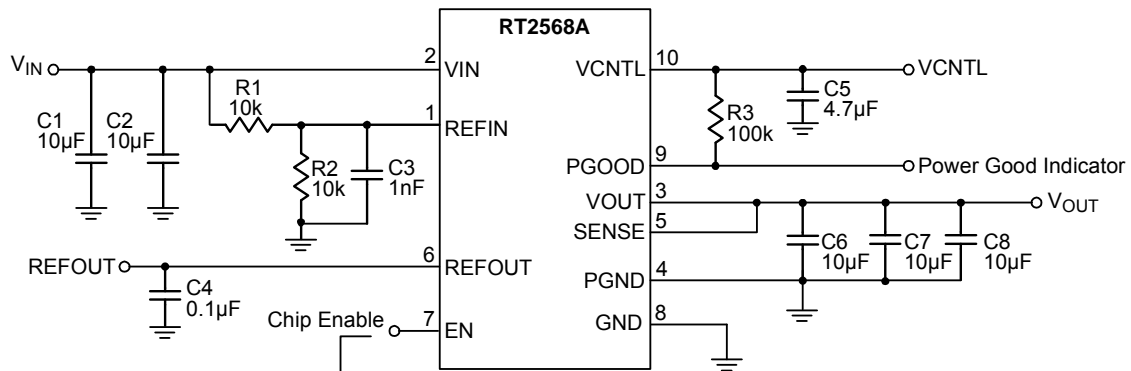 RT2568A
VIN
2
VIN
10
VCNTL
VCNTL
R1
10k
C5
4.7µF
C1
10µF
C2
10µF
1
REFIN
R3
100k
R2
10k
C3
1nF
9
PGOOD
Power Good Indicator
3
VOUT
VOUT
5
SENSE
C6
10µF
C7
10µF
C8
10µF
REFOUT
6
REFOUT
4
PGND
C4
0.1µF
Chip Enable
7
EN
8
GND